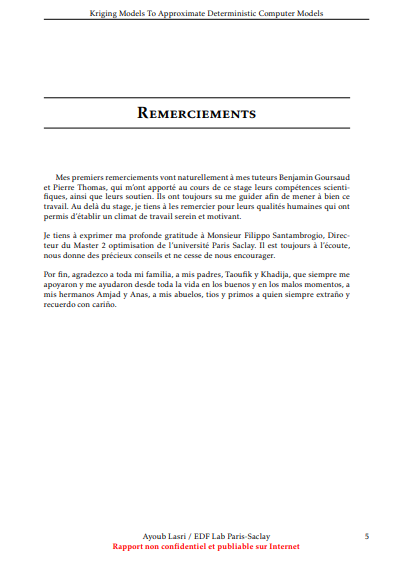 Kriging Models To Approximate Deterministic Computer Models
Remerciements
Mes premiers remerciements vont naturellement à mes tuteurs Benjamin Goursaud
et Pierre Thomas, qui m'ont apporté au cours de ce stage leurs compétences scienti-
fiques, ainsi que leurs soutien. Ils ont toujours su me guider afin de mener à bien ce
travail. Au delà du stage, je tiens à les remercier pour leurs qualités humaines qui ont
permis d'établir un climat de travail serein et motivant.
Je tiens à exprimer ma profonde gratitude à Monsieur Filippo Santambrogio, Direc-
teur du Master 2 optimisation de l'université Paris Saclay. Il est toujours à l'écoute,
nous donne des précieux conseils et ne cesse de nous encourager.
Por fin, agradezco a toda mi familia, a mis padres, Taoufik y Khadija, que siempre me
apoyaron y me ayudaron desde toda la vida en los buenos y en los malos momentos, a
mis hermanos Amjad y Anas, a mis abuelos, tios y primos a quien siempre extraño y
recuerdo con cariño.
Ayoub Lasri / EDF Lab Paris-Saclay 5
Rapport non confidentiel et publiable sur Internet